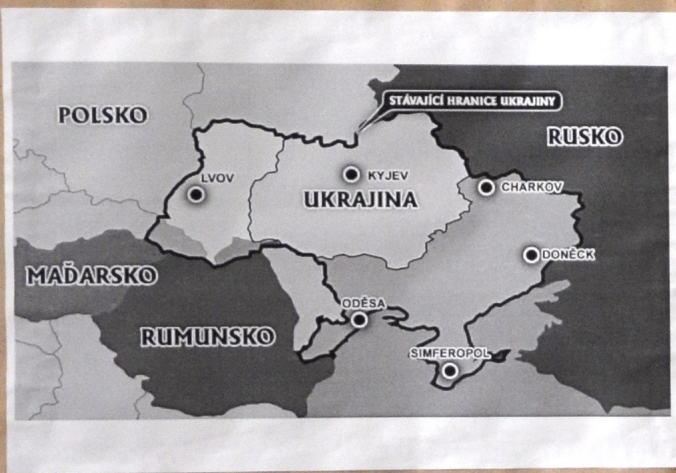 STÁVAJÍCÍ HRANICE UKRAJINY
POLSKO
RUSKO
LVOV
KYJEV
CHARKOV
UKRAJINA
DONĚCK
MAĎARSKO
ODĚSA
RUMUNSKO
SIMFEROPOL